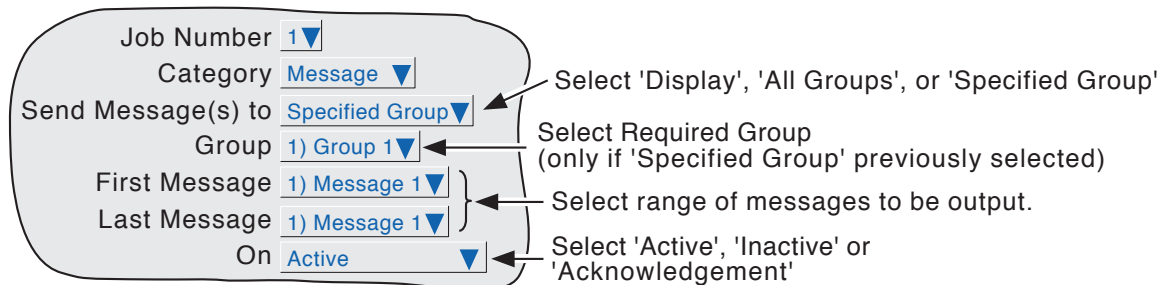 Job Number 1
Category Message
Select 'Display', 'All Groups', or 'Specified Group'
Send Message(s) to Specified Group
Select Required Group
Group 1) Group 1
(only if 'Specified Group' previously selected)
First Message 1) Message 1
Select range of messages to be output.
Last Message 1) Message 1
Select 'Active', 'Inactive' or
On Active
'Acknowledgement'